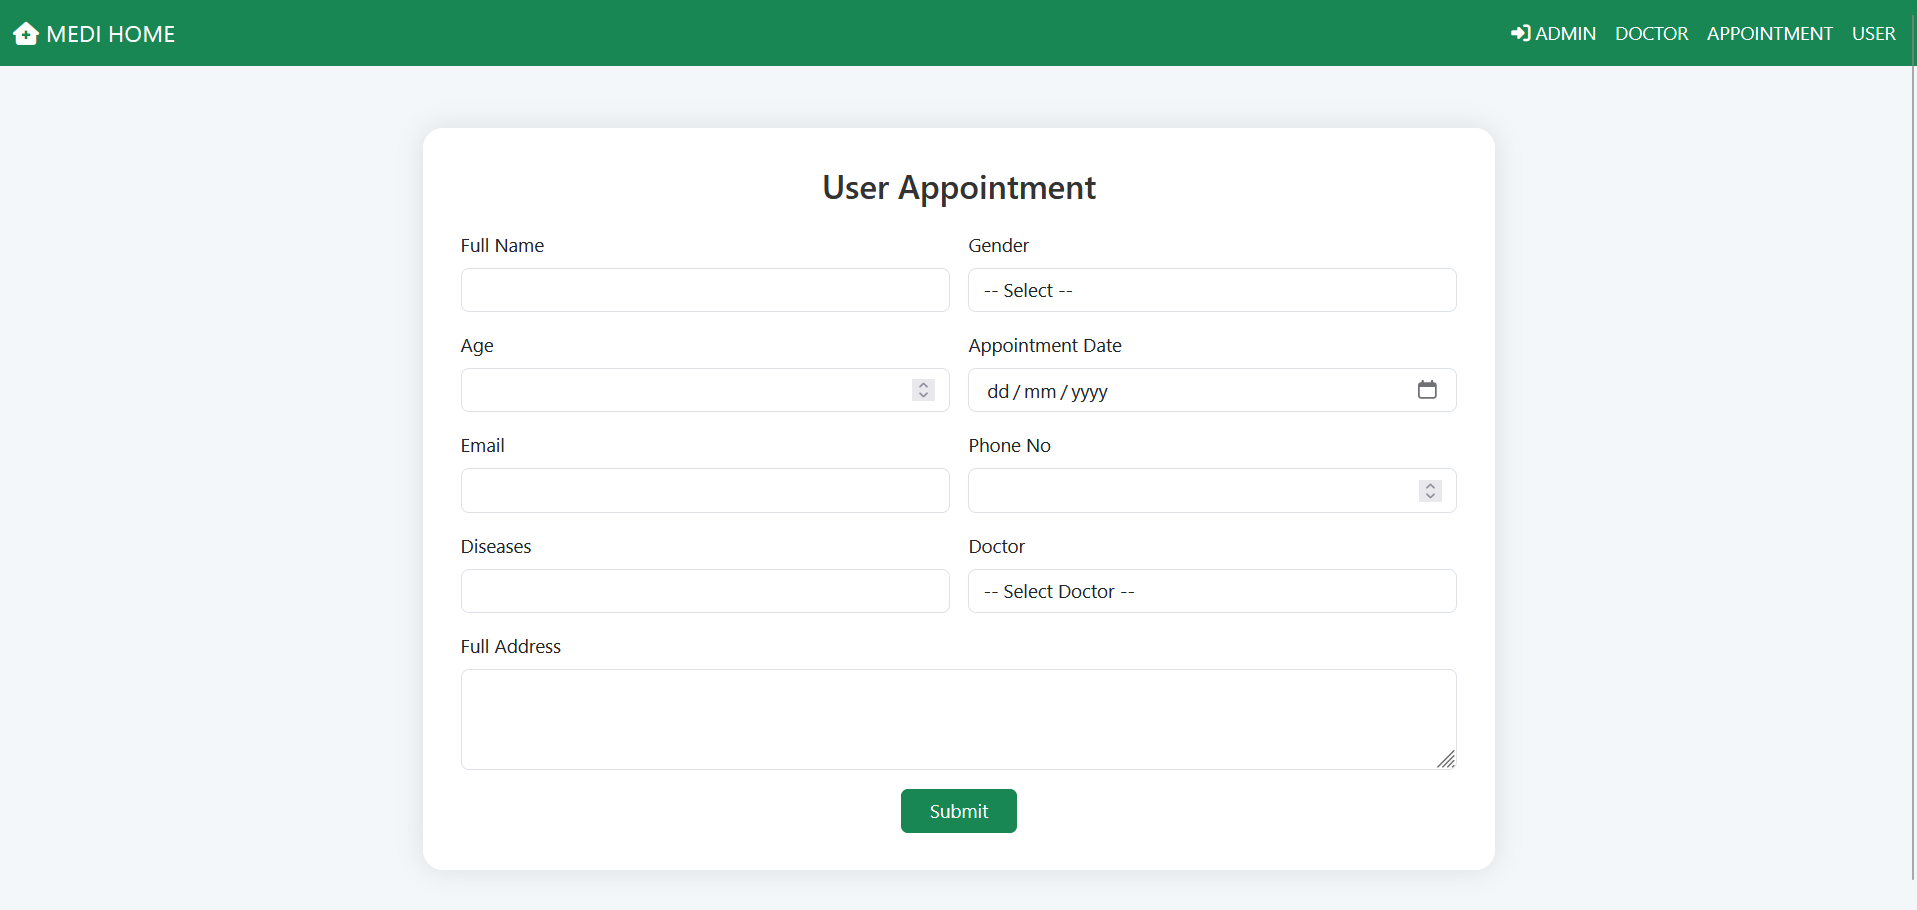 MEDI HOME
ADMIN DOCTOR APPOINTMENT USER
User Appointment
Full Name
Gender
-- Select --
Age
Appointment Date
dd/mm/yyyy
Email
Phone No
Diseases
Doctor
-- Select Doctor --
Full Address
Submit